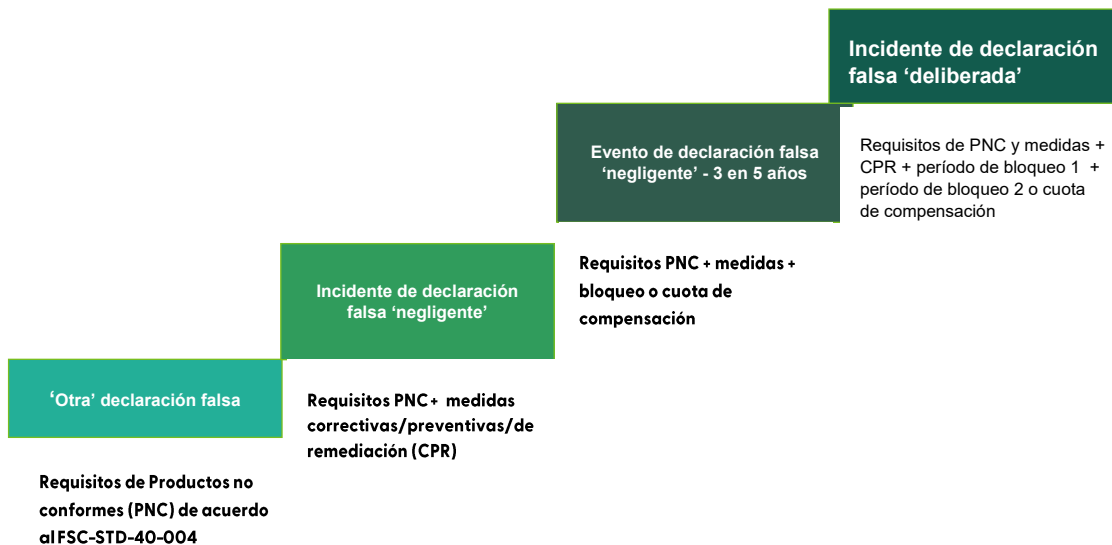 Incidente de declaración
falsa ‘deliberada’
Requisitos de PNC y medidas +
CPR + período de bloqueo 1 +
período de bloqueo 2 o cuota
de compensación
Evento de declaración falsa
‘negligente’ - 3 en 5 años
Requisitos PNC + medidas +
bloqueo o cuota de
compensación
Incidente de declaración
falsa ‘negligente’
Requisitos PNC+ medidas
correctivas/preventivas/de
remediación (CPR)
‘Otra’ declaración falsa
Requisitos de Productos no
conformes (PNC) de acuerdo
al FSC-STD-40-004